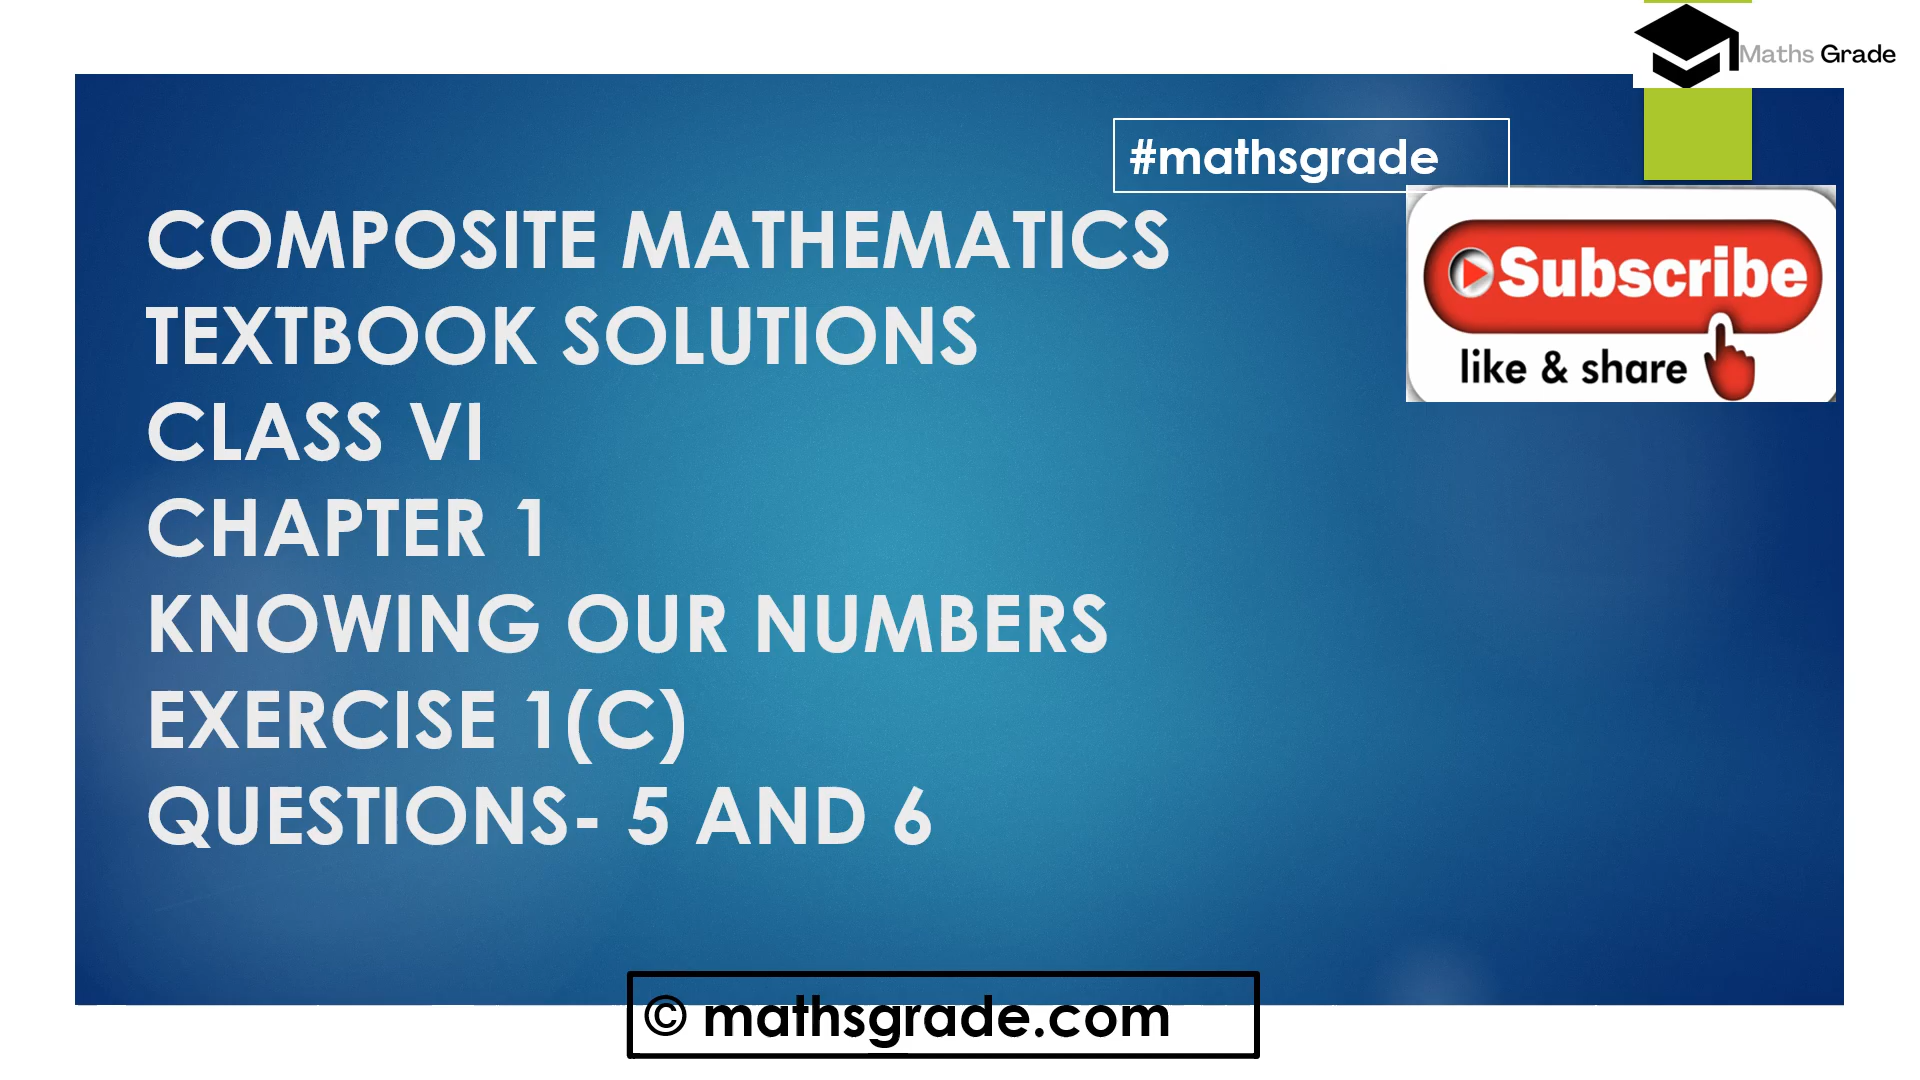 Maths Grade
#mathsgrade
COMPOSITE MATHEMATICS
TEXTBOOK SOLUTIONS
CLASS VI
CHAPTER 1
KNOWING OUR NUMBERS
EXERCISE 1(C)
QUESTIONS- 5 AND 6
Subscribe
like & share
© mathsgrade.com